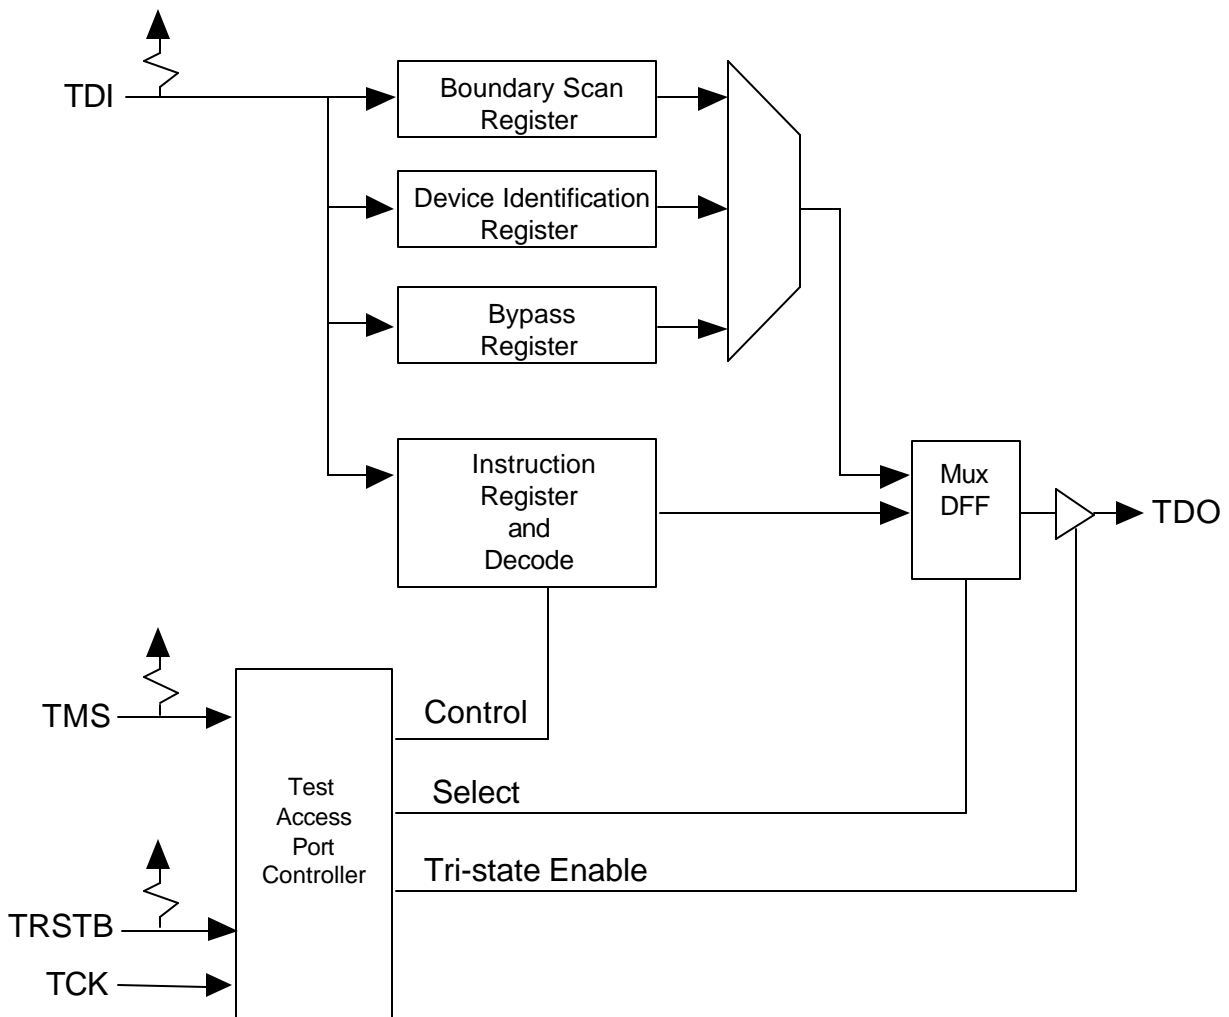 TDI
Boundary Scan
Register
Device Identification
Register
Bypass
Register
Instruction
Register
and
Decode
Mux
DFF
TDO
TMS
Control
Test
Access
Port
Controller
Select
Tri-state Enable
TRSTB
TCK